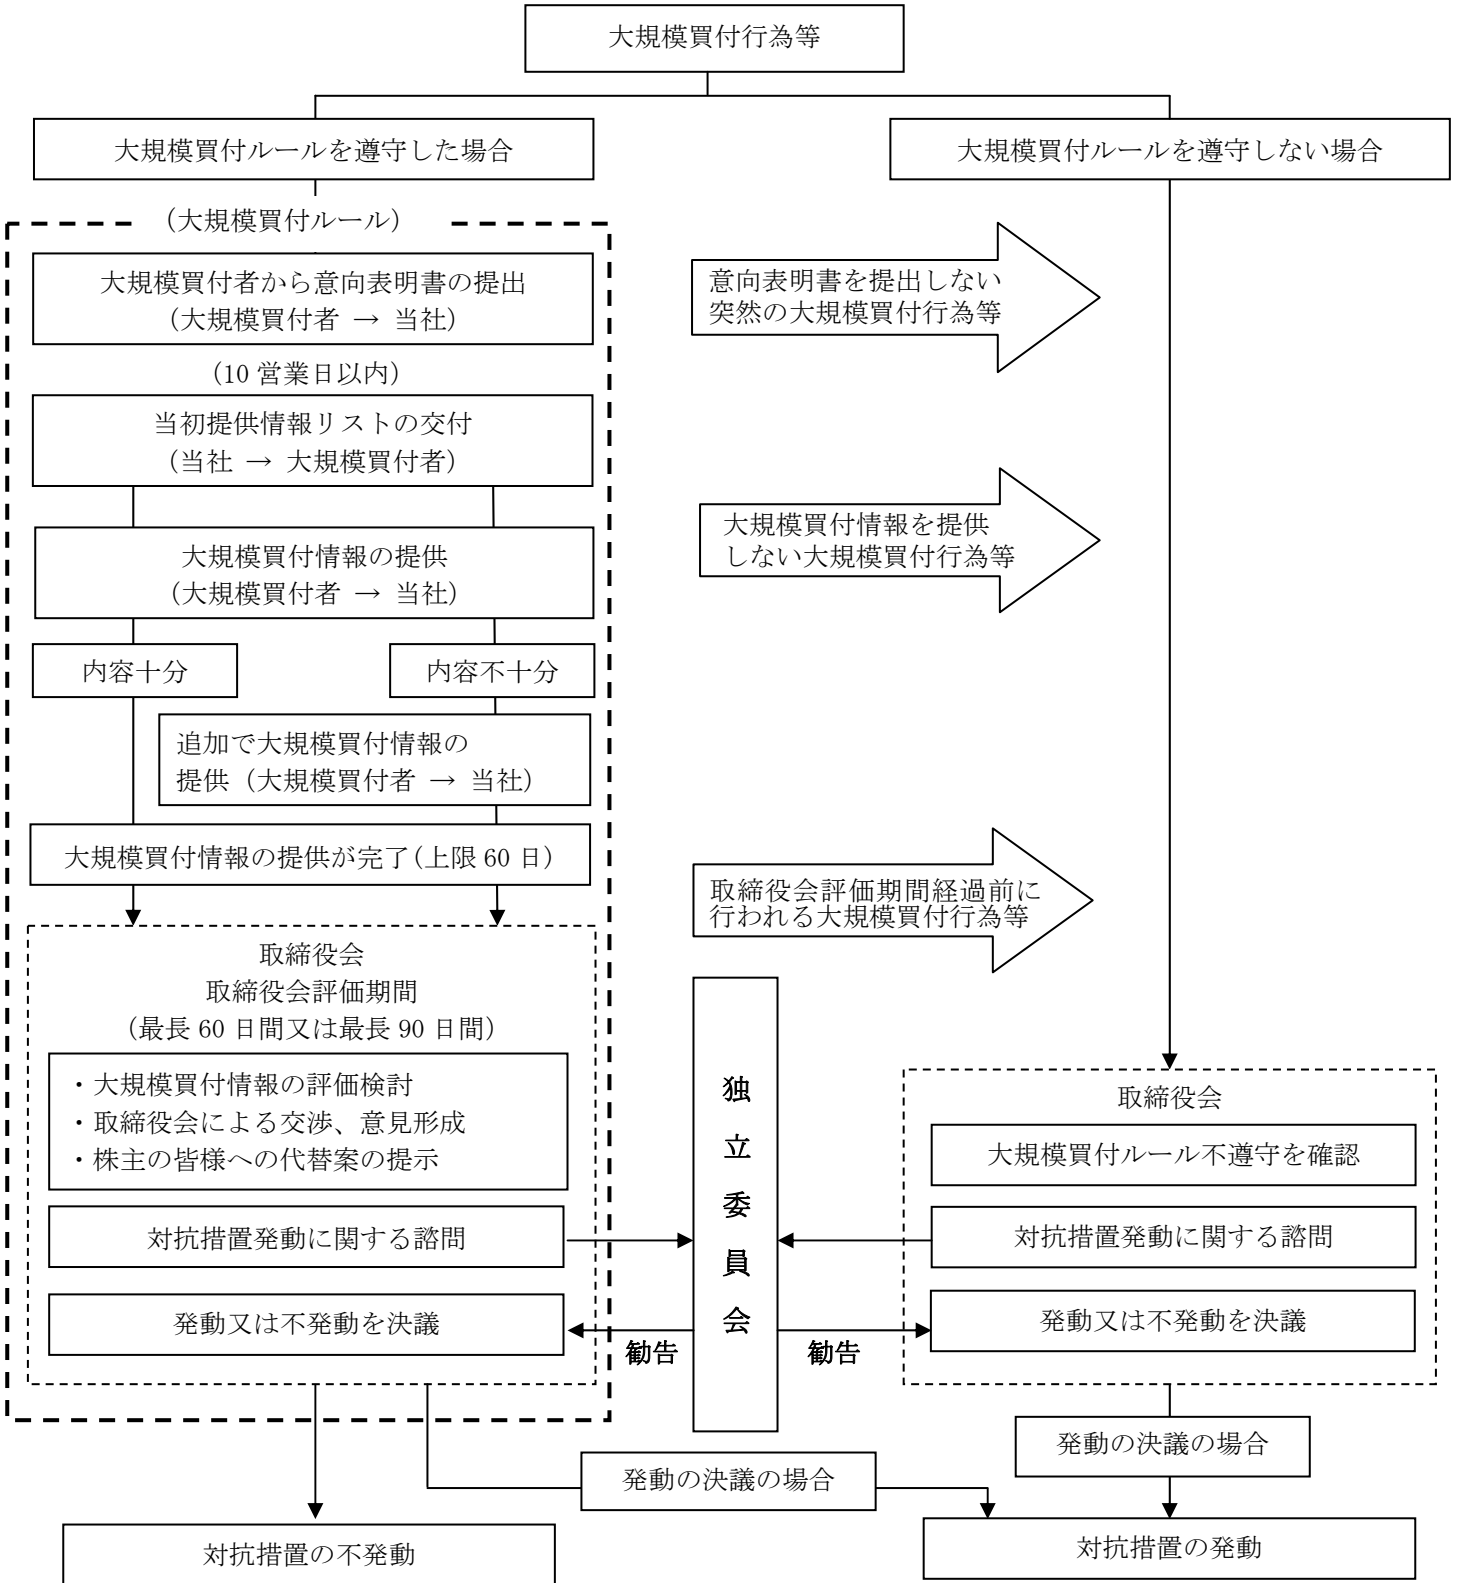 大規模買付行為等
大規模買付ルールを遵守した場合
大規模買付ルールを遵守しない場合
（大規模買付ルール）
大規模買付者から意向表明書の提出
（大規模買付者 → 当社）
（10 営業日以内）
当初提供情報リストの交付
（当社 → 大規模買付者）
大規模買付情報の提供
（大規模買付者 → 当社）
内容十分
内容不十分
追加で大規模買付情報の
提供（大規模買付者 → 当社）
大規模買付情報の提供が完了（上限 60 日）
意向表明書を提出しない
突然の大規模買付行為等
大規模買付情報を提供
しない大規模買付行為等
取締役会評価期間経過前に
行われる大規模買付行為等
取締役会
取締役会評価期間
（最長 60 日間又は最長 90 日間）
・大規模買付情報の評価検討
・取締役会による交渉、意見形成
・株主の皆様への代替案の提示
対抗措置発動に関する諮問
発動又は不発動を決議
独立委員会
勧告
勧告
取締役会
大規模買付ルール不遵守を確認
対抗措置発動に関する諮問
発動又は不発動を決議
発動の決議の場合
発動の決議の場合
対抗措置の不発動
対抗措置の発動